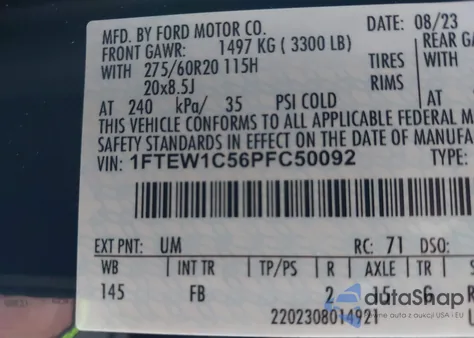 MFD. BY FORD MOTOR CO.
DATE: 08/23
FRONT GAWR: 1497 KG ( 3300 LB)
REAR GA
WITH 275/60R20 115H TIRES WITH
20x8.5J RIMS
AT 240 kPa/ 35 PSI COLD AT
THIS VEHICLE CONFORMS TO ALL APPLICABLE FEDERAL M
SAFETY STANDARDS IN EFFECT ON THE DATE OF MANUFA
VIN: 1FTEW1C56PFC50092 TYPE:
EXT PNT: UM RC: 71 DSO:
WB INT TR TP/PS R AXLE TR
145 FB 2 L5 G
2202308014921
autaShop